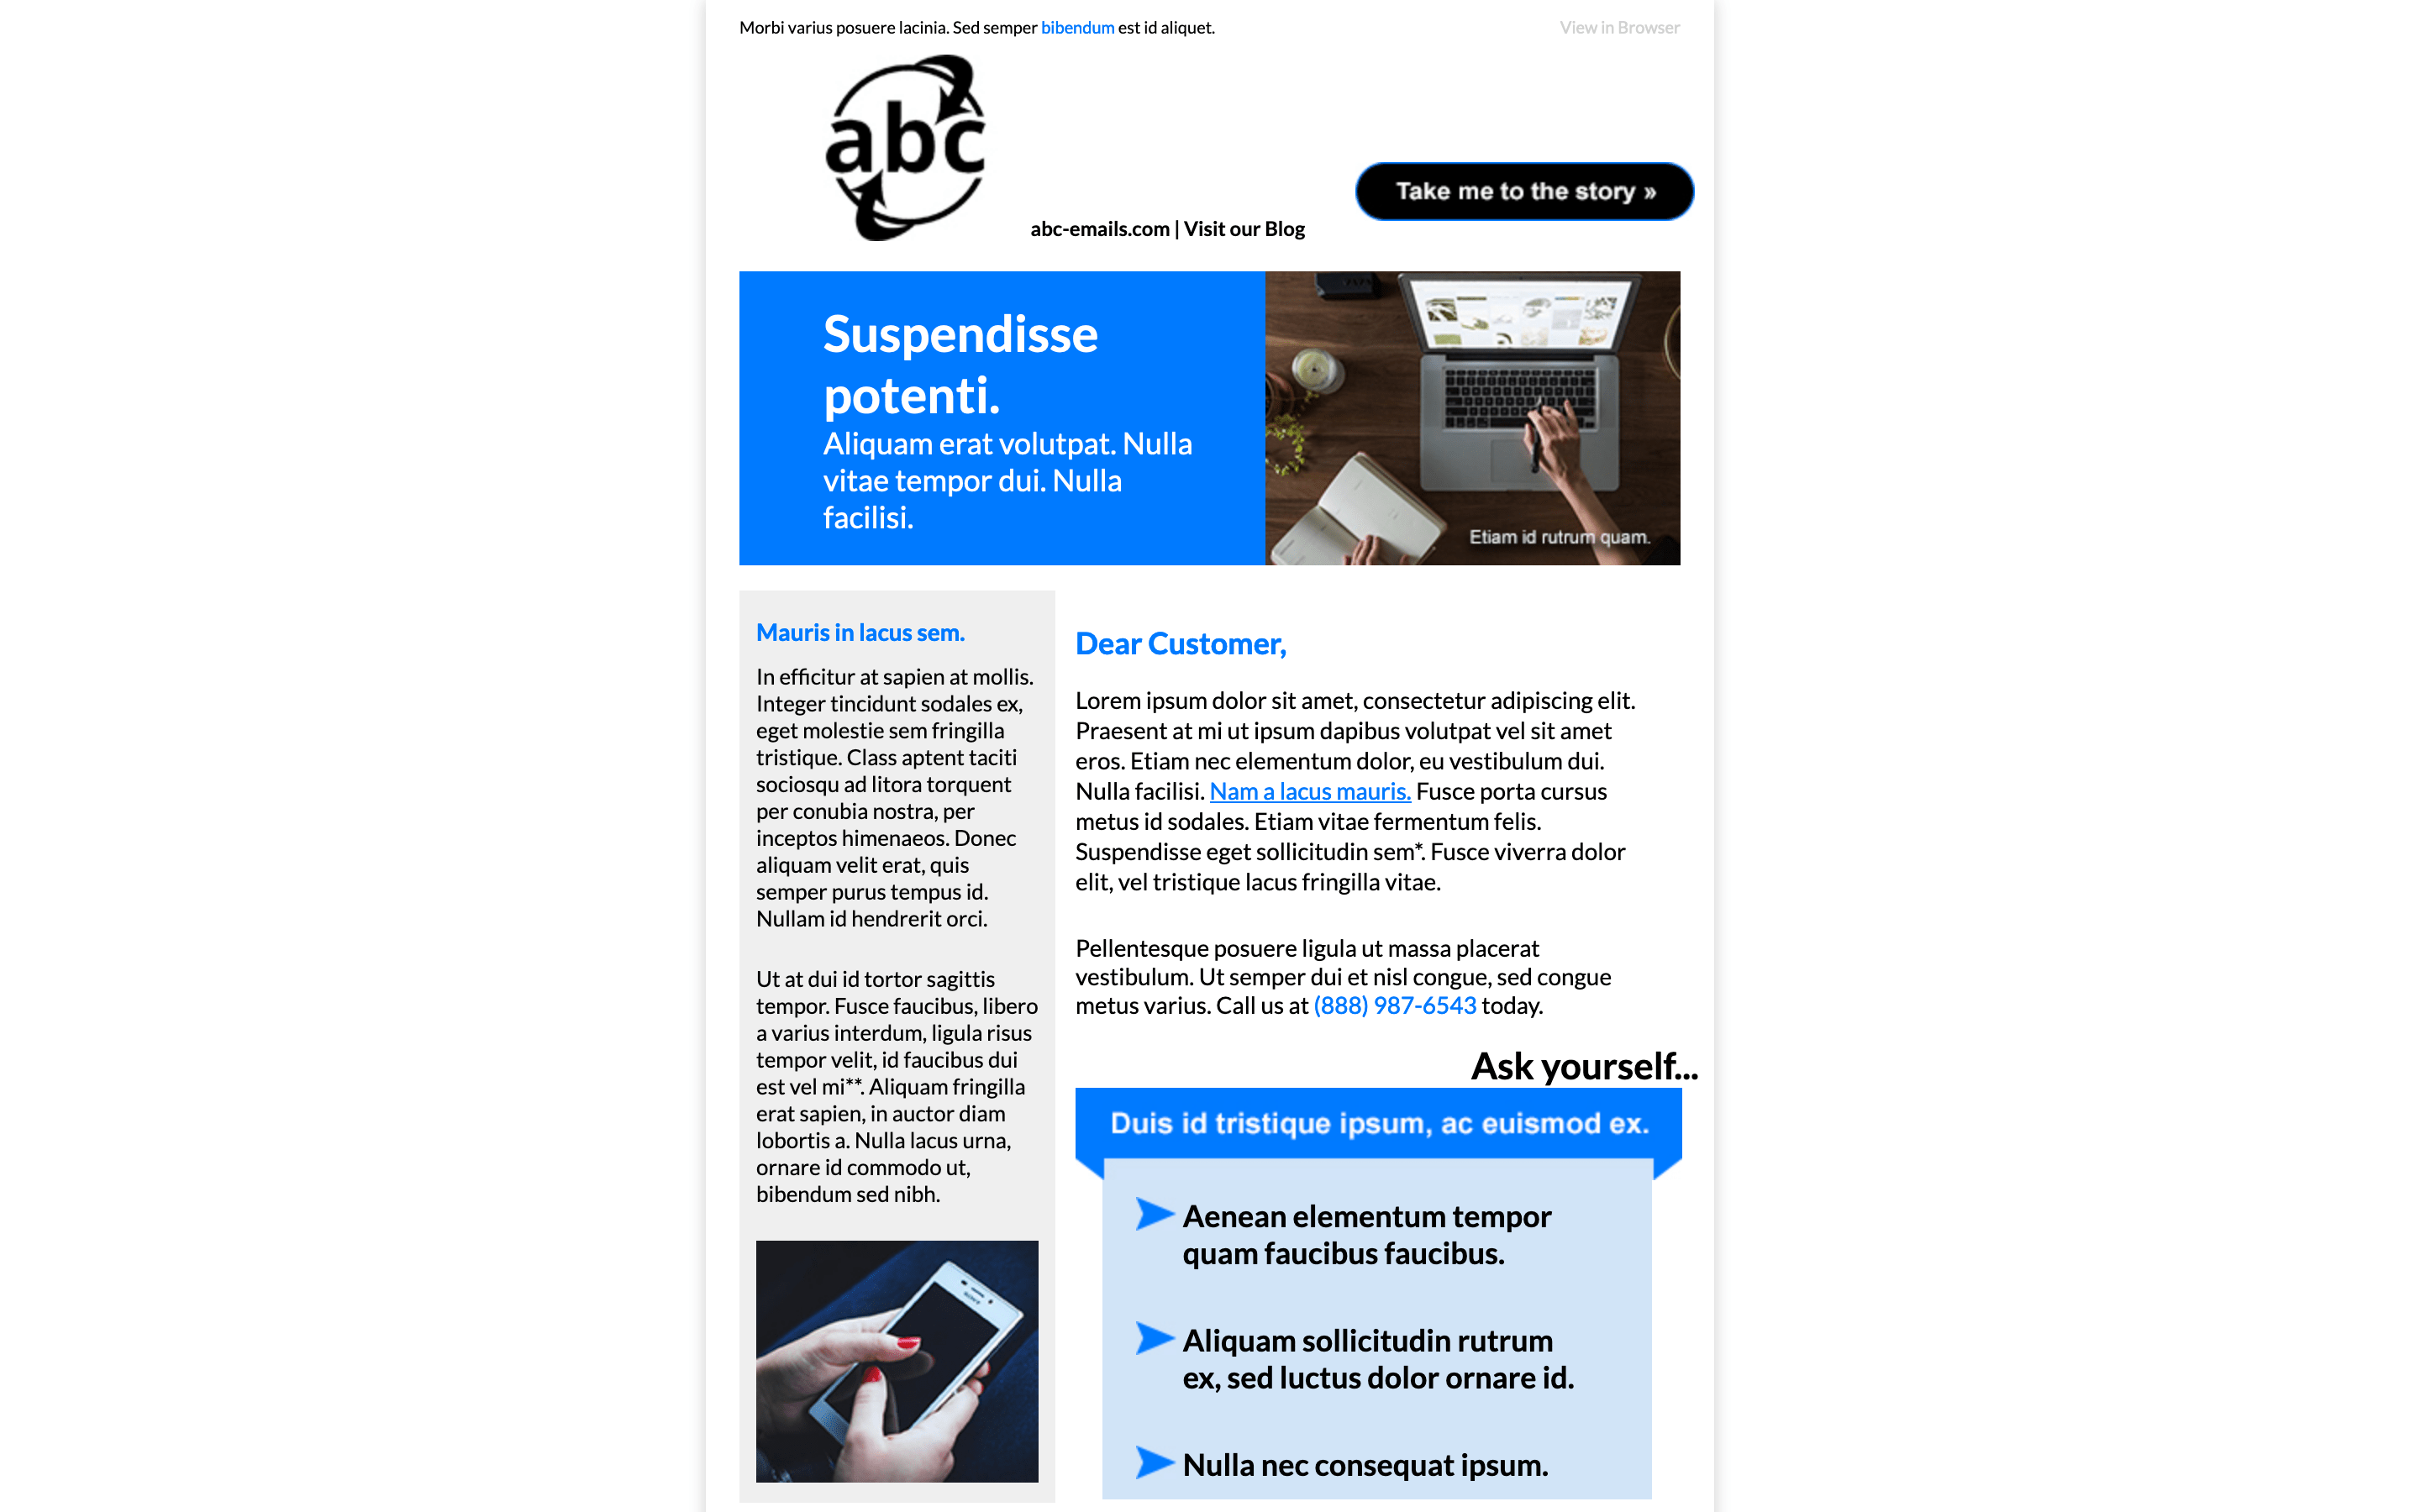 Morbi varius posuere lacinia. Sed semper bibendum est id aliquet.
View in Browser
abc
Take me to the story »
abc-emails.com | Visit our Blog
Suspendisse
potenti.
Aliquam erat volutpat. Nulla
vitae tempor dui. Nulla
facilisi.
Etiam id rutrum quam.
Mauris in lacus sem.
In efficitur at sapien at mollis.
Integer tincidunt sodales ex,
eget molestie sem fringilla
tristique. Class aptent taciti
sociosqu ad litora torquent
per conubia nostra, per
inceptos himenaeos. Donec
aliquam velit erat, quis
semper purus tempus id.
Nullam id hendrerit orci.
Ut at dui id tortor sagittis
tempor. Fusce faucibus, libero
a varius interdum, ligula risus
tempor velit, id faucibus dui
est vel mi**. Aliquam fringilla
erat sapien, in auctor diam
lobortis a. Nulla lacus urna,
ornare id commodo ut,
bibendum sed nibh.
SONY
Dear Customer,
Lorem ipsum dolor sit amet, consectetur adipiscing elit.
Praesent at mi ut ipsum dapibus volutpat vel sit amet
eros. Etiam nec elementum dolor, eu vestibulum dui.
Nulla facilisi. Nam a lacus mauris. Fusce porta cursus
metus id sodales. Etiam vitae fermentum felis.
Suspendisse eget sollicitudin sem*. Fusce viverra dolor
elit, vel tristique lacus fringilla vitae.
Pellentesque posuere ligula ut massa placerat
vestibulum. Ut semper dui et nisl congue, sed congue
metus varius. Call us at (888) 987-6543 today.
Ask yourself...
Duis id tristique ipsum, ac euismod ex.
Aenean elementum tempor
quam faucibus faucibus.
Aliquam sollicitudin rutrum
ex, sed luctus dolor ornare id.
Nulla nec consequat ipsum.